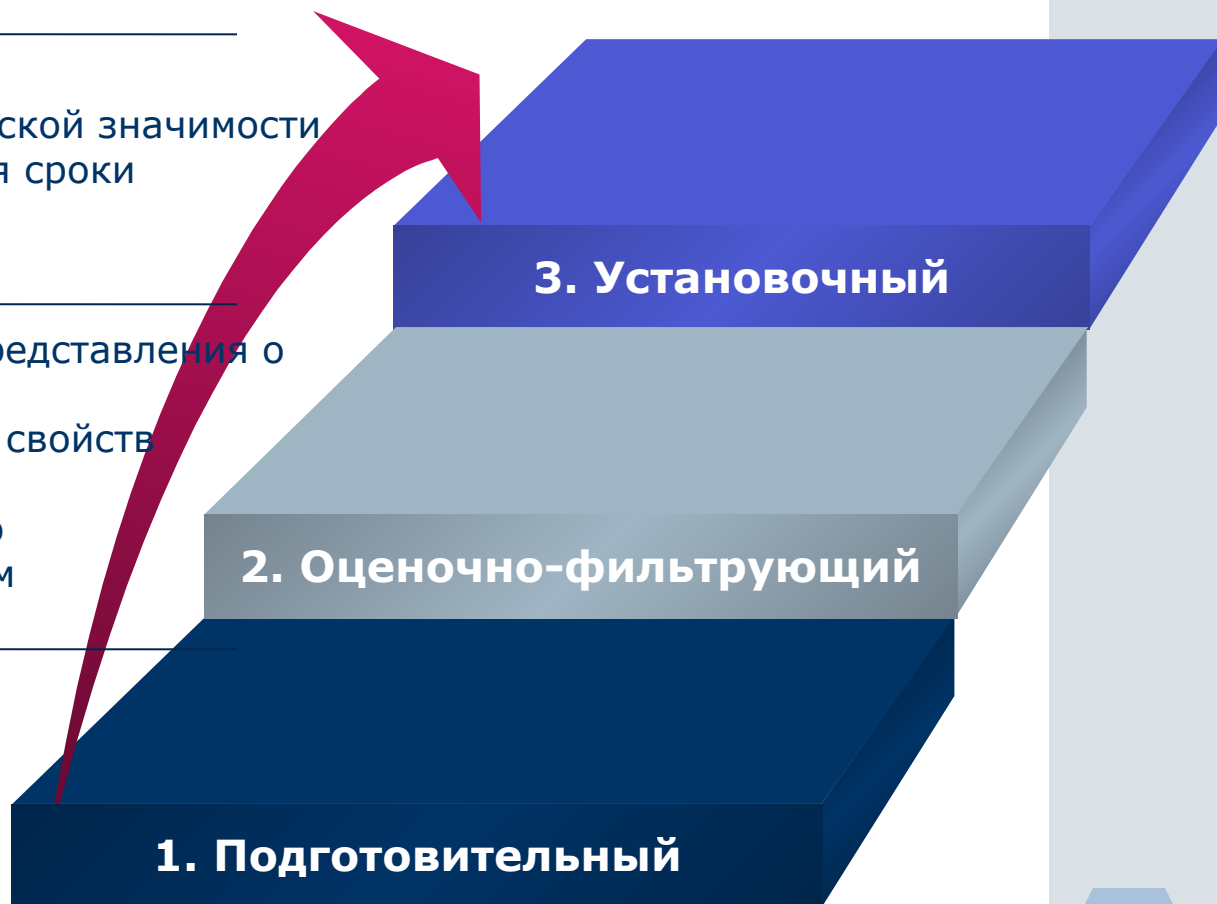 ской значимости
я сроки
3. Установочный
редставления о
свойств
о
м
2. Оценочно-фильтрующий
1. Подготовительный